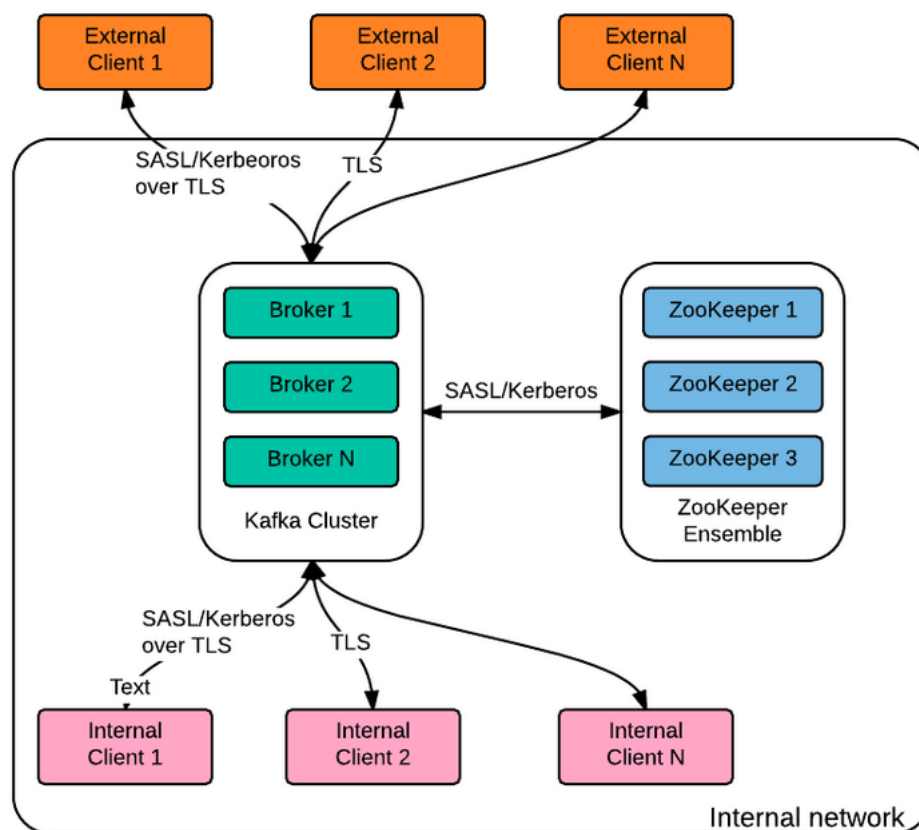 External
Client 1
External
Client 2
External
Client N
SASL/Kerbeoros
over TLS
TLS
Broker 1
Broker 2
Broker N
Kafka Cluster
SASL/Kerberos
ZooKeeper 1
ZooKeeper 2
ZooKeeper 3
ZooKeeper
Ensemble
SASL/Kerberos
over TLS
TLS
Text
Internal
Client 1
Internal
Client 2
Internal
Client N
Internal network